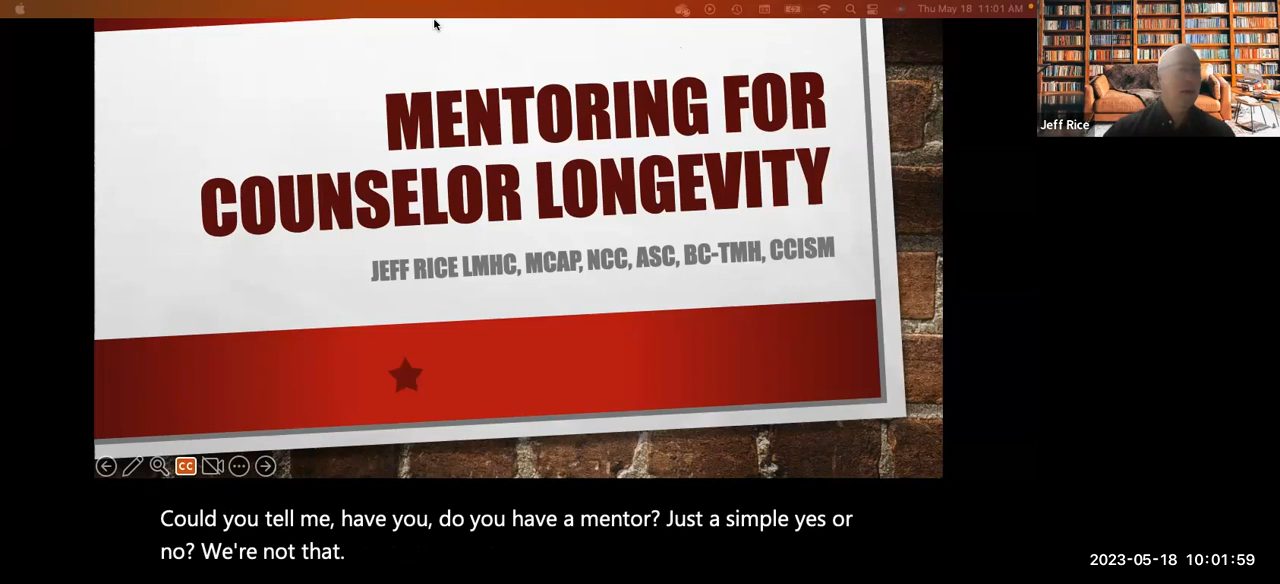 Thu May 18 11:01 AM
Jeff Rice
MENTORING FOR
COUNSELOR LONGEVITY
JEFF RICE LMHC, MCAP, NCC, ASC, BC-TMH, CCISM
CC
Could you tell me, have you, do you have a mentor? Just a simple yes or
no? We're not that.
2023-05-18 10:01:59